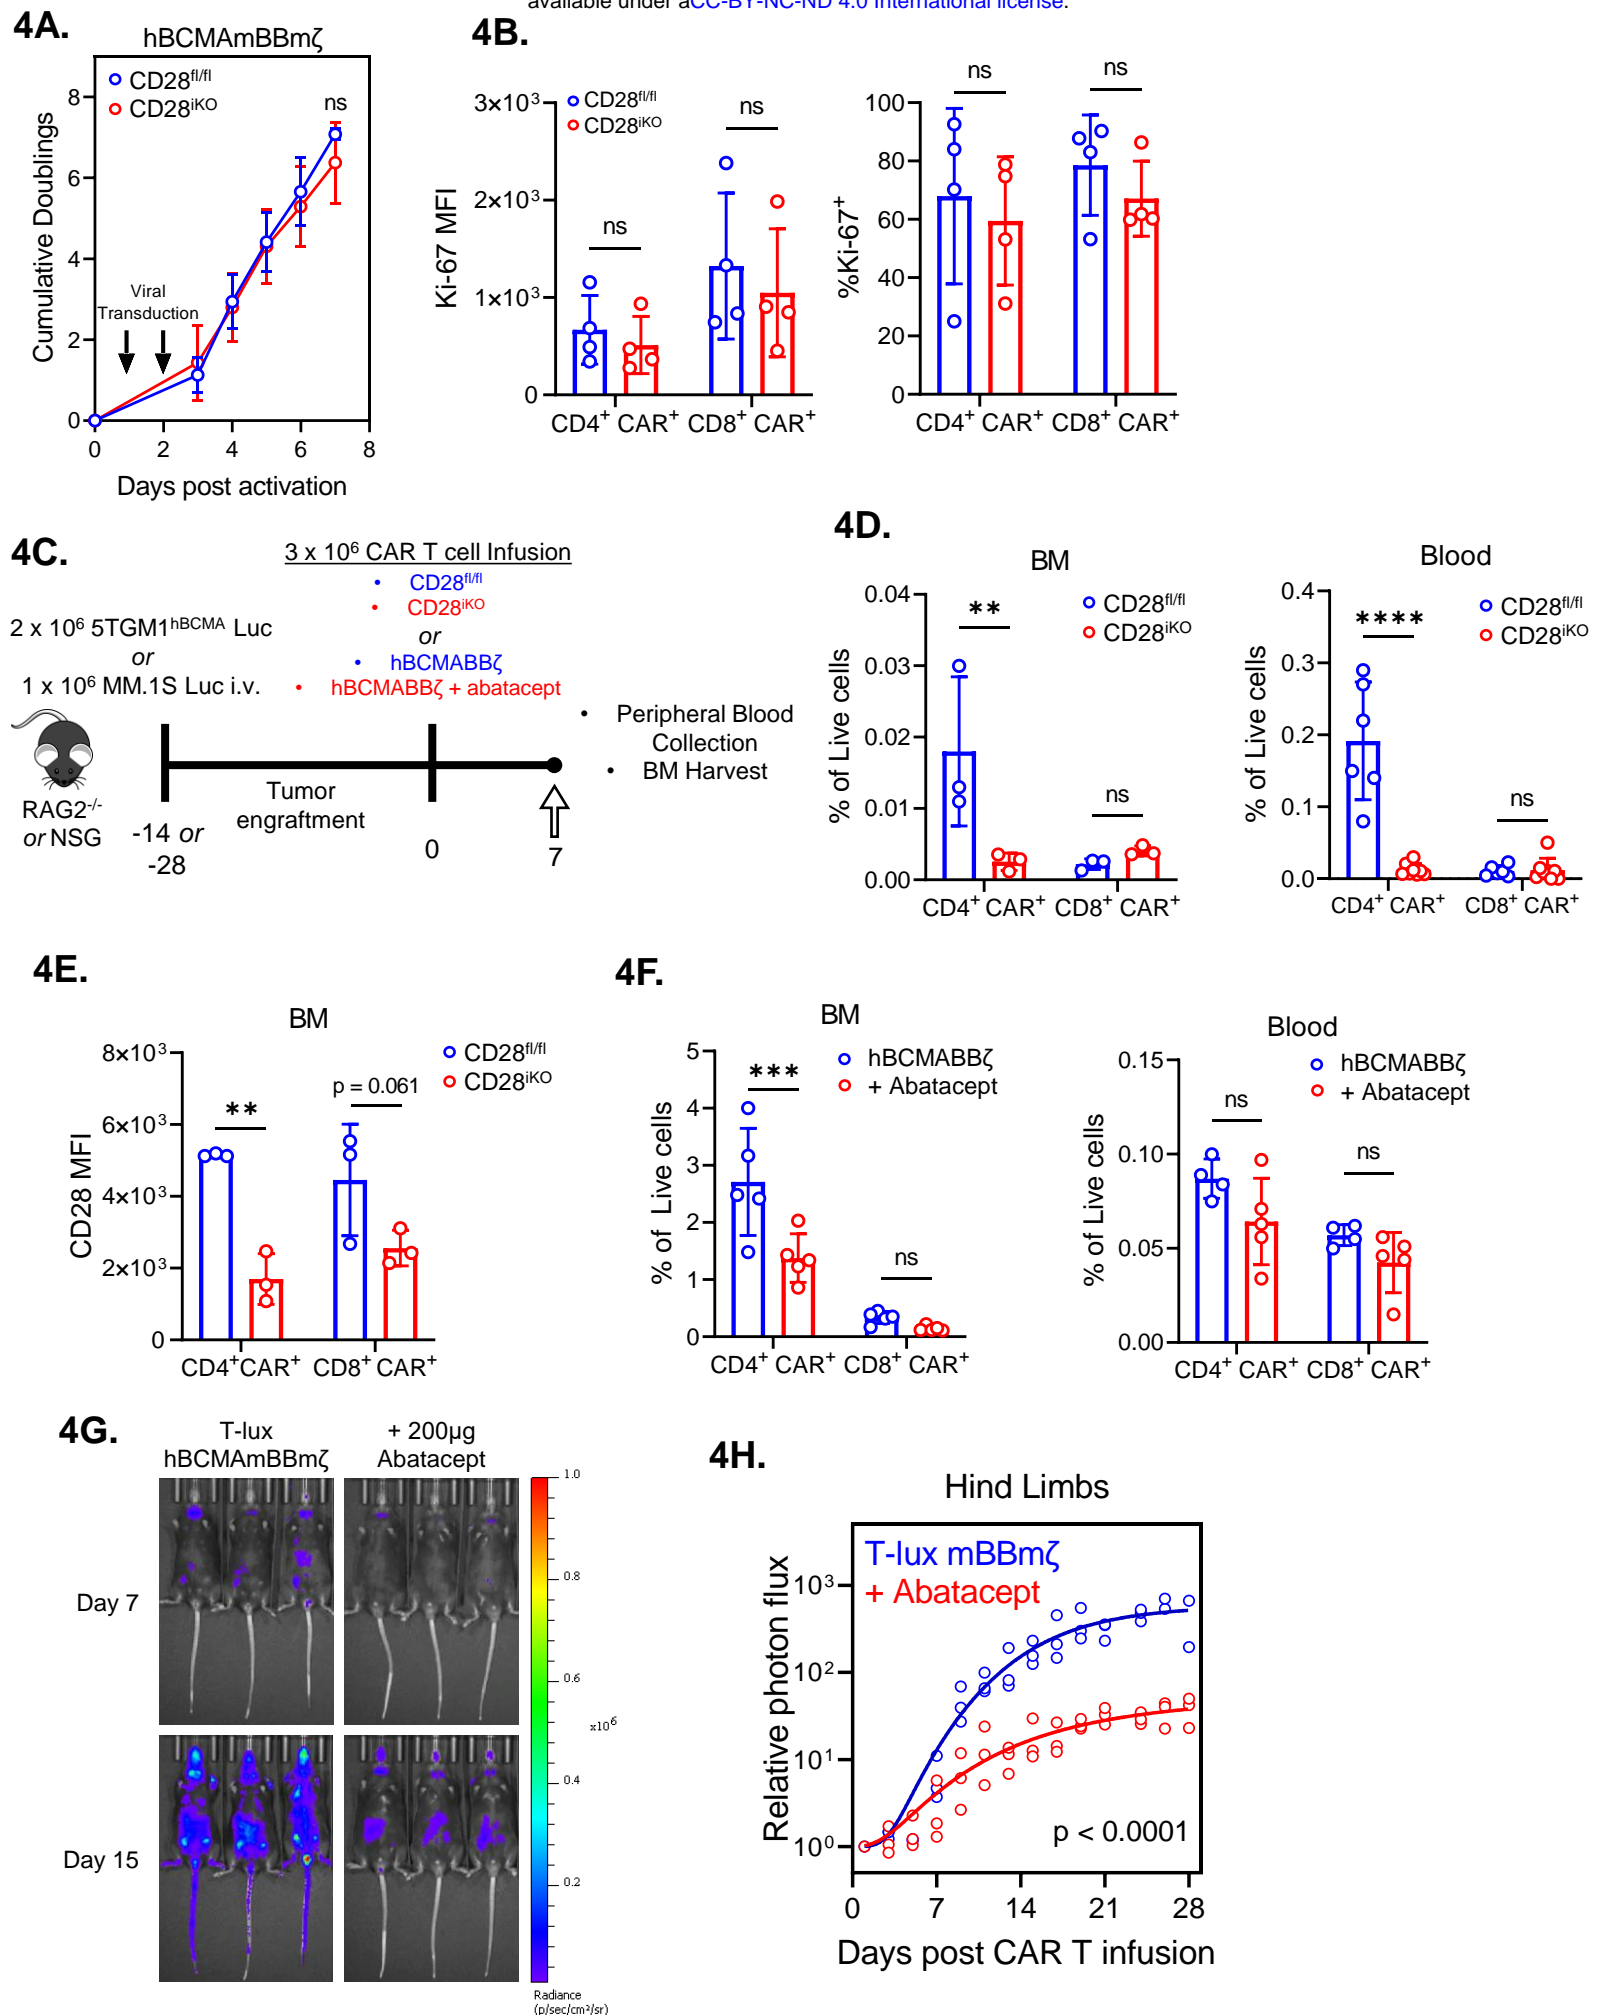 available under aCC-BY-NC-ND 4.0 International license.
4A.
hBCMAmBBmζ
CD28fl/fl
CD28iKO
ns
Cumulative Doublings
8
6
4
2
0
Viral
Transduction
0 2 4 6 8
Days post activation
4B.
CD28fl/fl
CD28iKO
Ki-67 MFI
3×10³
2×10³
1×10³
0
ns
ns
CD4+ CAR+ CD8+ CAR+
%Ki-67+
100
80
60
40
20
0
ns
ns
CD4+ CAR+ CD8+ CAR+
4C.
3 x 10⁶ CAR T cell Infusion
• CD28fl/fl
• CD28iKO
or
• hBCMABBζ
• hBCMABBζ + abatacept
2 x 10⁶ 5TGM1hBCMA Luc
or
1 x 10⁶ MM.1S Luc i.v.
RAG2-/-
or NSG
-14 or
-28
Tumor
engraftment
0
7
• Peripheral Blood
Collection
• BM Harvest
4D.
BM
CD28fl/fl
CD28iKO
% of Live cells
0.04
0.03
0.02
0.01
0.00
**
ns
CD4+ CAR+ CD8+ CAR+
Blood
CD28fl/fl
CD28iKO
% of Live cells
0.4
0.3
0.2
0.1
0.0
****
ns
CD4+ CAR+ CD8+ CAR+
4E.
BM
CD28fl/fl
CD28iKO
CD28 MFI
8×10³
6×10³
4×10³
2×10³
0
**
p = 0.061
CD4+CAR+ CD8+ CAR+
4F.
BM
hBCMABBζ
+ Abatacept
% of Live cells
5
4
3
2
1
0
***
ns
CD4+ CAR+ CD8+ CAR+
Blood
hBCMABBζ
+ Abatacept
% of Live cells
0.15
0.10
0.05
0.00
ns
ns
CD4+ CAR+ CD8+ CAR+
4G.
T-lux
hBCMAmBBmζ
+ 200µg
Abatacept
Day 7
Day 15
1.0
0.8
0.6
x10⁶
0.4
0.2
Radiance
(p/sec/cm²/sr)
4H.
Hind Limbs
T-lux mBBmζ
+ Abatacept
Relative photon flux
10³
10²
10¹
10⁰
p < 0.0001
0 7 14 21 28
Days post CAR T infusion